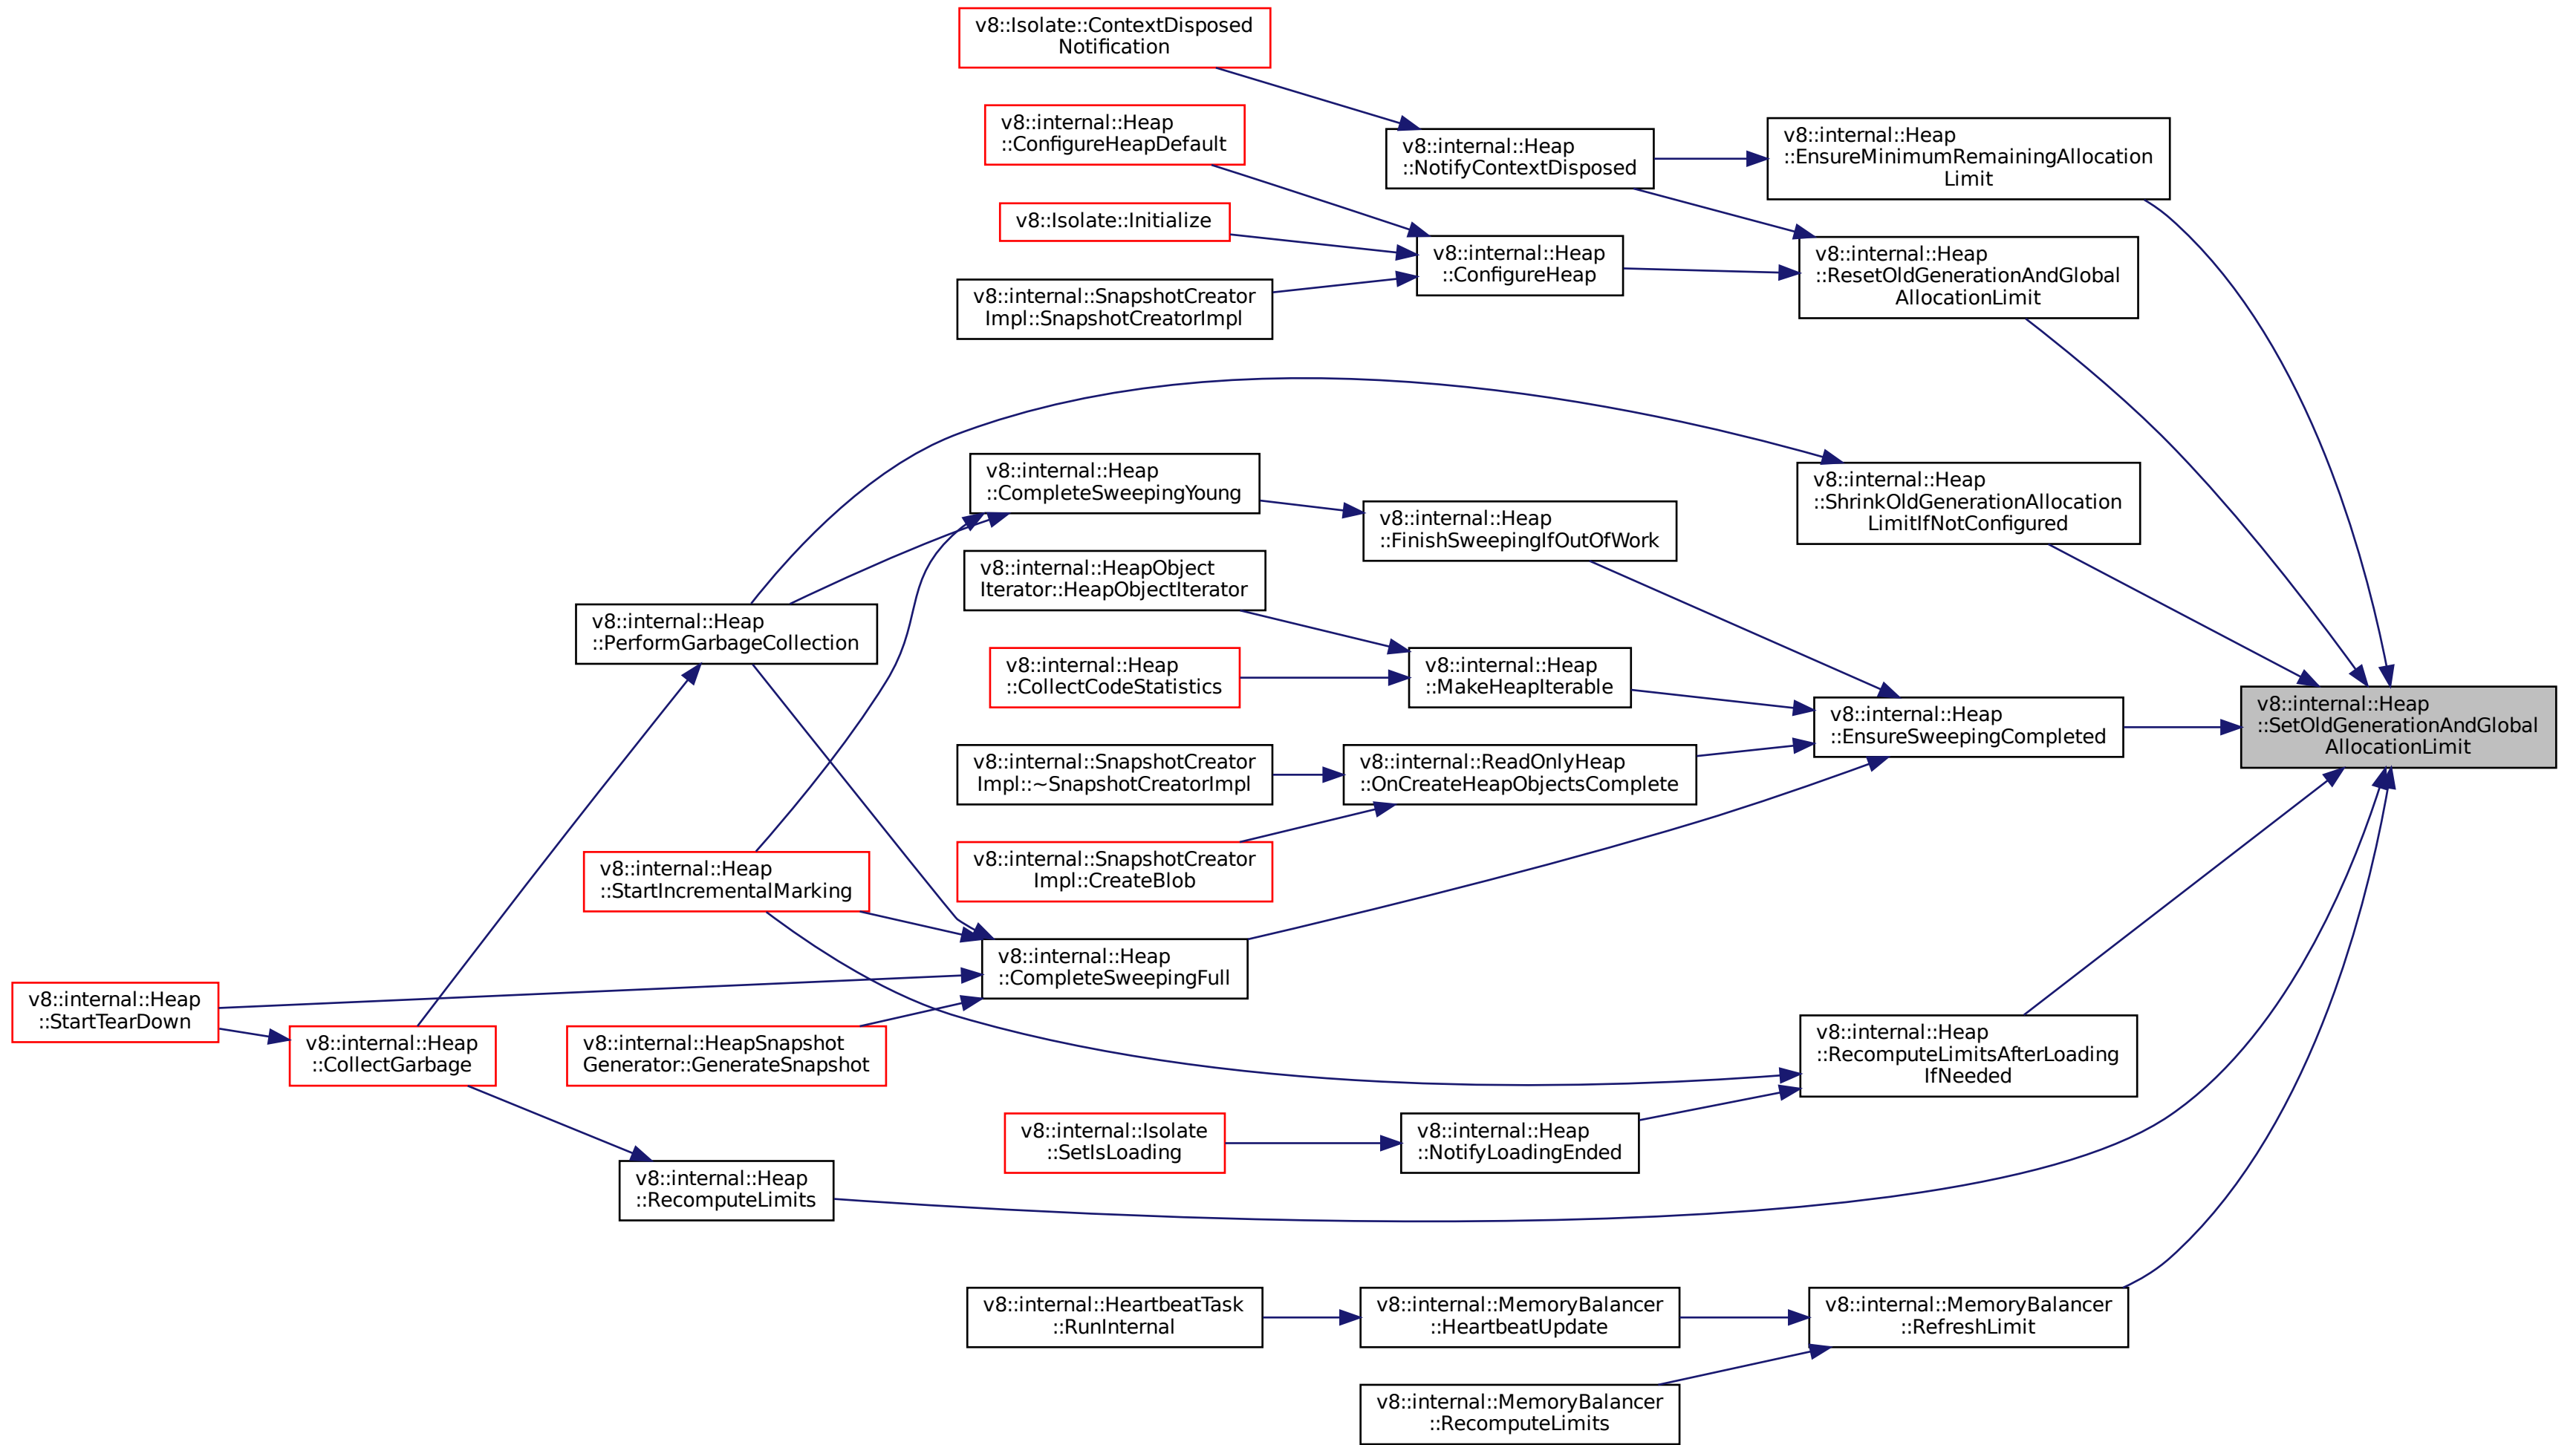 v8::Isolate::ContextDisposed
Notification
v8::internal::Heap
::ConfigureHeapDefault
v8::Isolate::Initialize
v8::internal::SnapshotCreator
Impl::SnapshotCreatorImpl
v8::internal::Heap
::NotifyContextDisposed
v8::internal::Heap
::ConfigureHeap
v8::internal::Heap
::EnsureMinimumRemainingAllocation
Limit
v8::internal::Heap
::ResetOldGenerationAndGlobal
AllocationLimit
v8::internal::Heap
::CompleteSweepingYoung
v8::internal::Heap
::FinishSweepingIfOutOfWork
v8::internal::Heap
::ShrinkOldGenerationAllocation
LimitIfNotConfigured
v8::internal::HeapObject
Iterator::HeapObjectIterator
v8::internal::Heap
::PerformGarbageCollection
v8::internal::Heap
::CollectCodeStatistics
v8::internal::Heap
::MakeHeapIterable
v8::internal::Heap
::EnsureSweepingCompleted
v8::internal::Heap
::SetOldGenerationAndGlobal
AllocationLimit
v8::internal::SnapshotCreator
Impl::~SnapshotCreatorImpl
v8::internal::ReadOnlyHeap
::OnCreateHeapObjectsComplete
v8::internal::SnapshotCreator
Impl::CreateBlob
v8::internal::Heap
::StartIncrementalMarking
v8::internal::Heap
::CompleteSweepingFull
v8::internal::Heap
::StartTearDown
v8::internal::Heap
::CollectGarbage
v8::internal::HeapSnapshot
Generator::GenerateSnapshot
v8::internal::Heap
::RecomputeLimitsAfterLoading
IfNeeded
v8::internal::Isolate
::SetIsLoading
v8::internal::Heap
::NotifyLoadingEnded
v8::internal::Heap
::RecomputeLimits
v8::internal::HeartbeatTask
::RunInternal
v8::internal::MemoryBalancer
::HeartbeatUpdate
v8::internal::MemoryBalancer
::RefreshLimit
v8::internal::MemoryBalancer
::RecomputeLimits